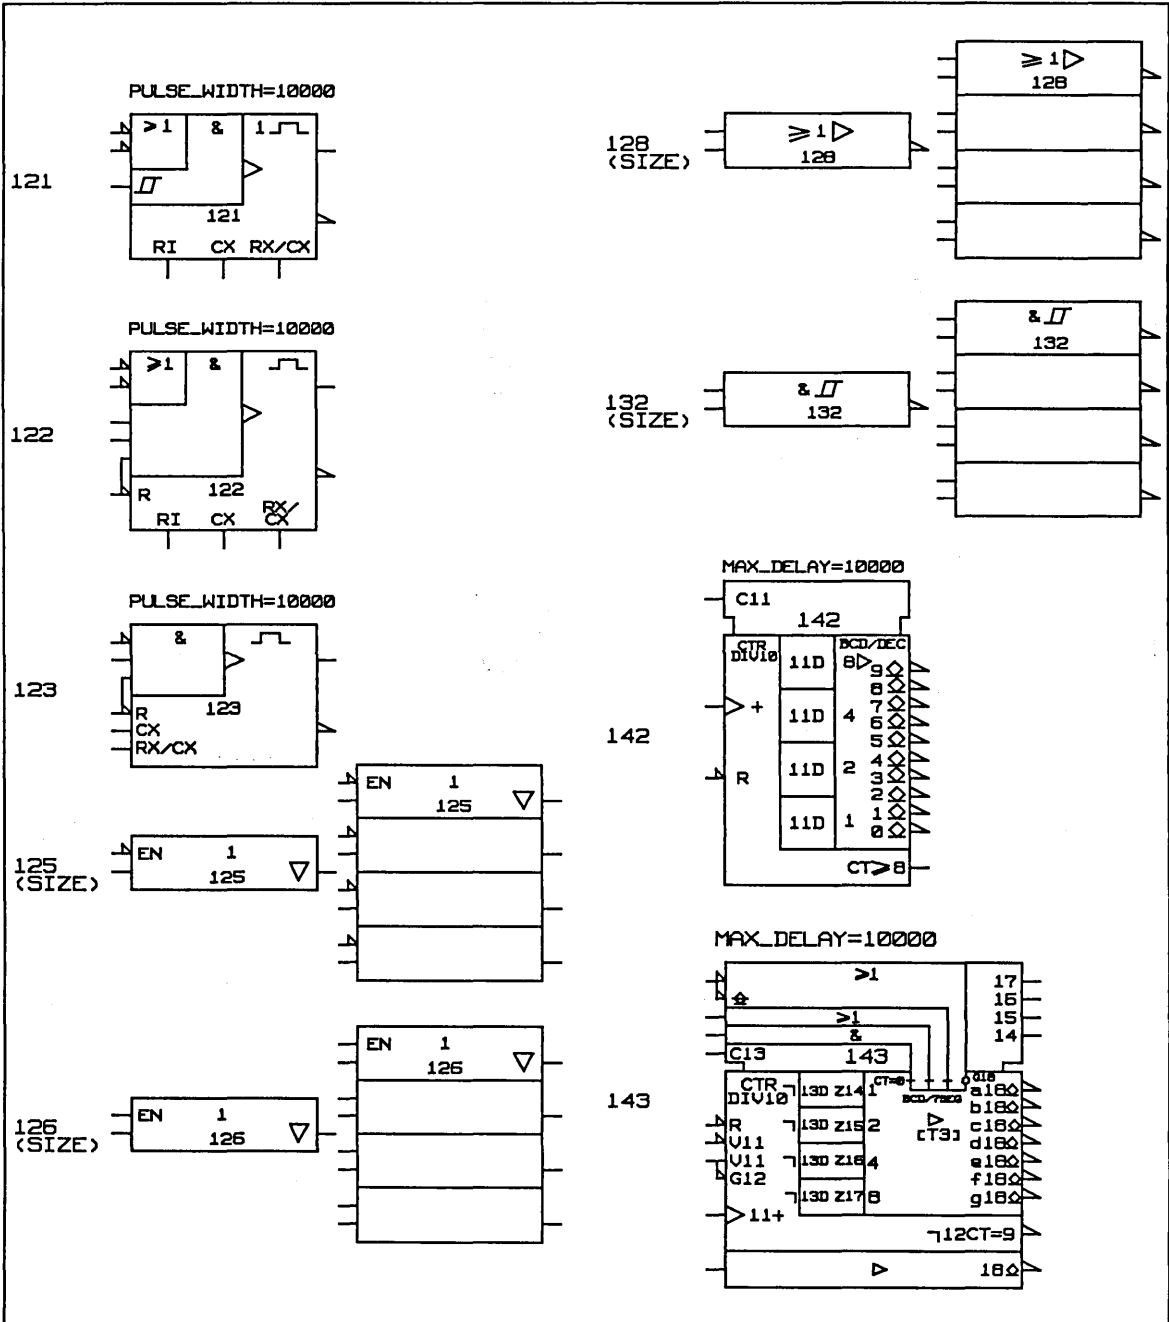 PULSE_WIDTH=10000
121
≥1 & 1
121
RI CX RX/CX
PULSE_WIDTH=10000
122
≥1 &
R
122
RI CX RX/
CX
PULSE_WIDTH=10000
123
&
123
R
CX
RX/CX
125
(SIZE)
EN 1
125
EN 1
125
126
(SIZE)
EN 1
126
EN 1
126
128
(SIZE)
≥1
128
≥1
128
132
(SIZE)
&
132
&
132
MAX_DELAY=10000
142
C11
142
CTR
DIV10
BCD/DEC
+
R
11D 8
11D 4
11D 2
11D 1
9
8
7
6
5
4
3
2
1
0
CT≥8
MAX_DELAY=10000
143
≥1
≥1
&
C13 143
17
16
15
14
G18
CT=0
BCD/7SEG
[T3]
CTR
DIV10
R
V11
V11
G12
11+
13D Z14 1
13D Z15 2
13D Z16 4
13D Z17 8
a18
b18
c18
d18
e18
f18
g18
12CT=9
18